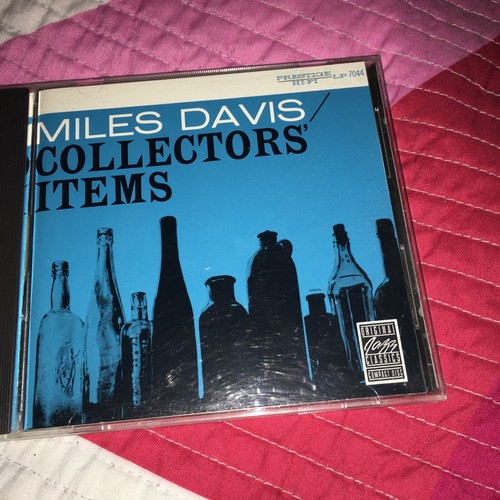 PRESTIGE LP 7044
HI-FI
MILES DAVIS/
COLLECTORS'
ITEMS
ORIGINAL
Jazz
CLASSICS
COMPACT DISC